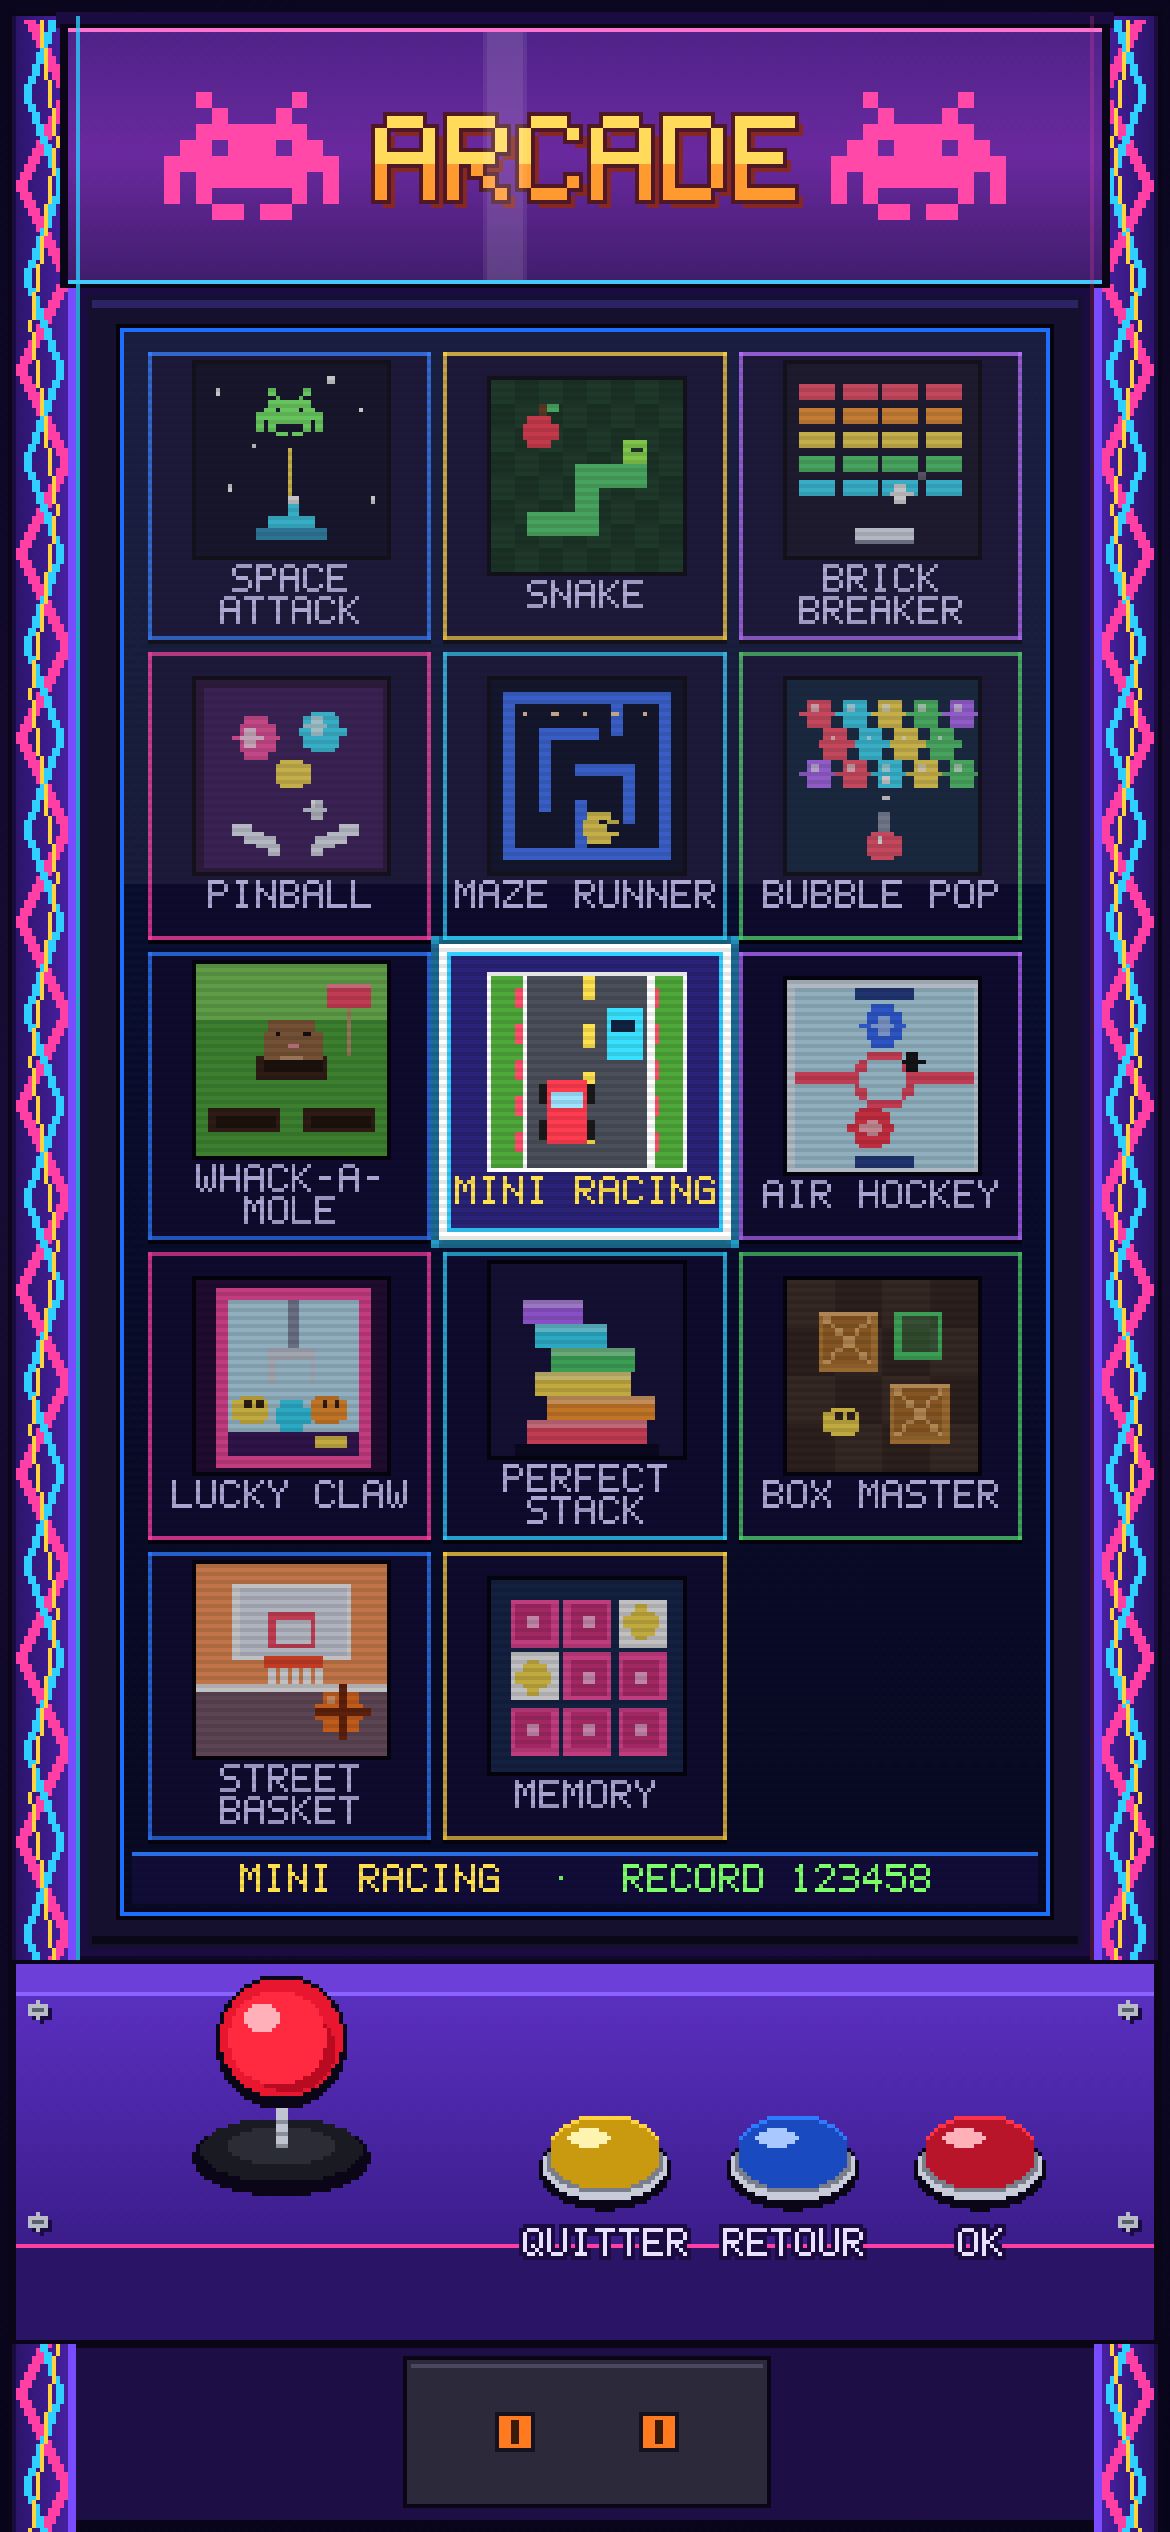 ARCADE
SPACE
ATTACK
SNAKE
BRICK
BREAKER
PINBALL
MAZE RUNNER
BUBBLE POP
WHACK-A-
MOLE
MINI RACING
AIR HOCKEY
LUCKY CLAW
PERFECT
STACK
BOX MASTER
STREET
BASKET
MEMORY
MINI RACING · RECORD 123458
QUITTER RETOUR OK